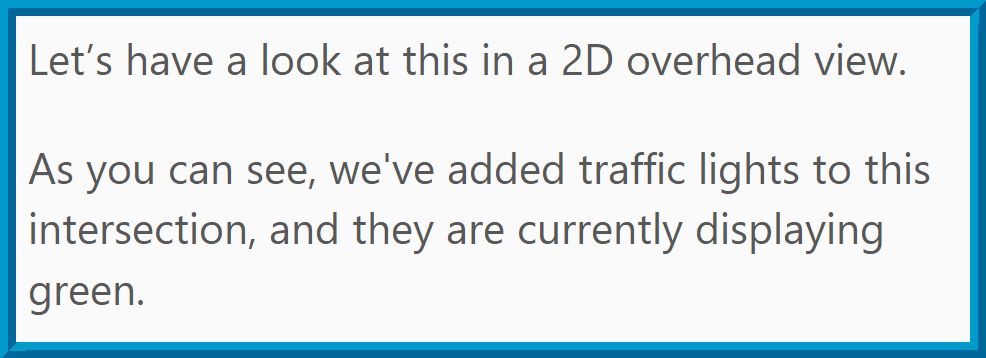 Let’s have a look at this in a 2D overhead view.
As you can see, we've added traffic lights to this
intersection, and they are currently displaying
green.